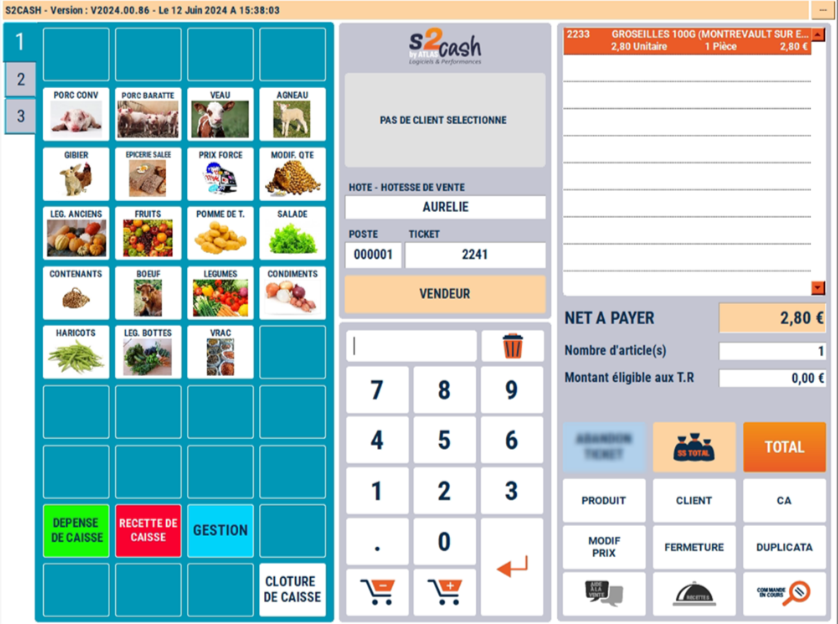 S2CASH - Version : V2024.00.86 - Le 12 Juin 2024 A 15:38:03
1
2
3
PORC CONV
PORC BARATTE
VEAU
AGNEAU
GIBIER
EPICERIE SALEE
PRIX FORCE
MODIF. QTE
LEG. ANCIENS
FRUITS
POMME DE T.
SALADE
CONTENANTS
BOEUF
LEGUMES
CONDIMENTS
HARICOTS
LEG. BOTTES
VRAC
DEPENSE
DE CAISSE
RECETTE DE
CAISSE
GESTION
CLOTURE
DE CAISSE
S2cash
by ATLAS
Logiciels & Performances
PAS DE CLIENT SELECTIONNE
HOTE - HOTESSE DE VENTE
AURELIE
POSTE TICKET
000001 2241
VENDEUR
7 8 9
4 5 6
1 2 3
. 0
2233 GROSEILLES 100G (MONTREVAULT SUR E...
2,80 Unitaire 1 Pièce 2,80 €
NET A PAYER 2,80 €
Nombre d'article(s) 1
Montant éligible aux T.R 0,00 €
ABANDON
TICKET
SS TOTAL
TOTAL
PRODUIT
CLIENT
CA
MODIF
PRIX
FERMETURE
DUPLICATA
AIDE
A LA
VENTE
RECETTES
COMMANDE
EN COURS